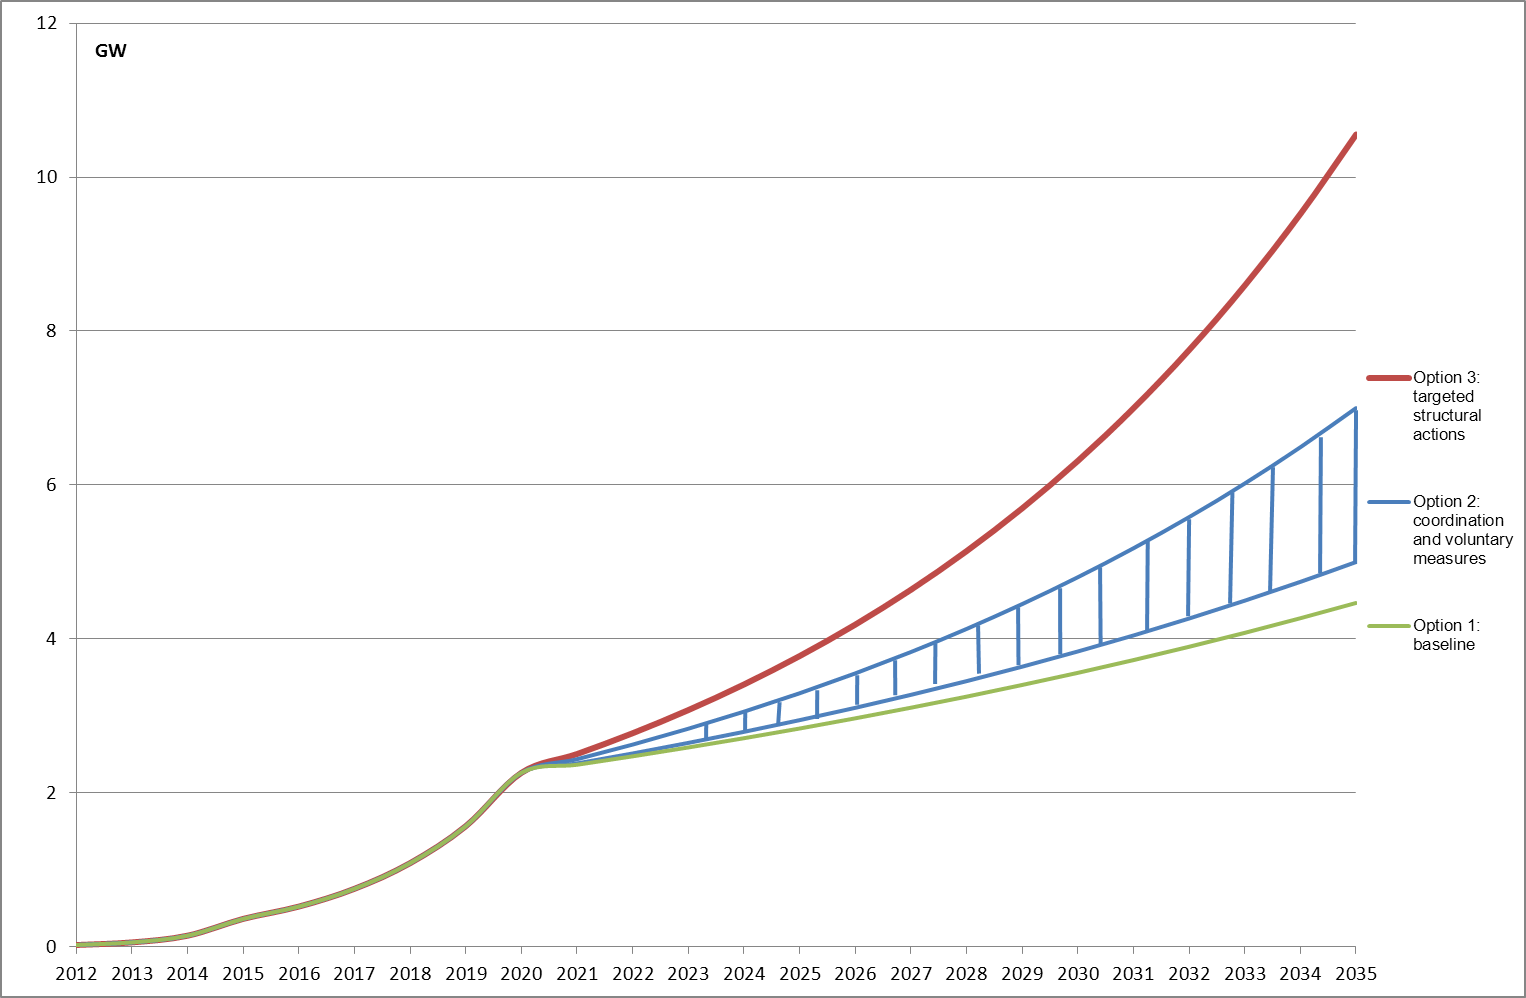 12
GW
10
8
6
4
2
0
2012 2013 2014 2015 2016 2017 2018 2019 2020 2021 2022 2023 2024 2025 2026 2027 2028 2029 2030 2031 2032 2033 2034 2035
Option 3:
targeted
structural
actions
Option 2:
coordination
and voluntary
measures
Option 1:
baseline